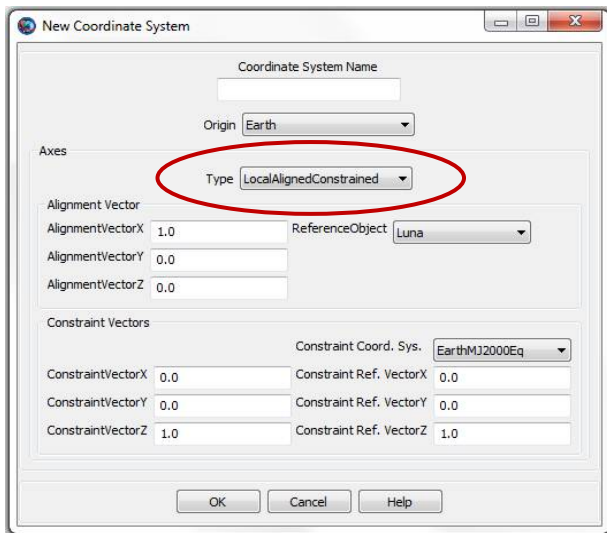 New Coordinate System
Coordinate System Name
Origin Earth
Axes
Type LocalAlignedConstrained
Alignment Vector
AlignmentVectorX 1.0 ReferenceObject Luna
AlignmentVectorY 0.0
AlignmentVectorZ 0.0
Constraint Vectors
Constraint Coord. Sys. EarthMJ2000Eq
ConstraintVectorX 0.0 Constraint Ref. VectorX 0.0
ConstraintVectorY 0.0 Constraint Ref. VectorY 0.0
ConstraintVectorZ 1.0 Constraint Ref. VectorZ 1.0
OK Cancel Help